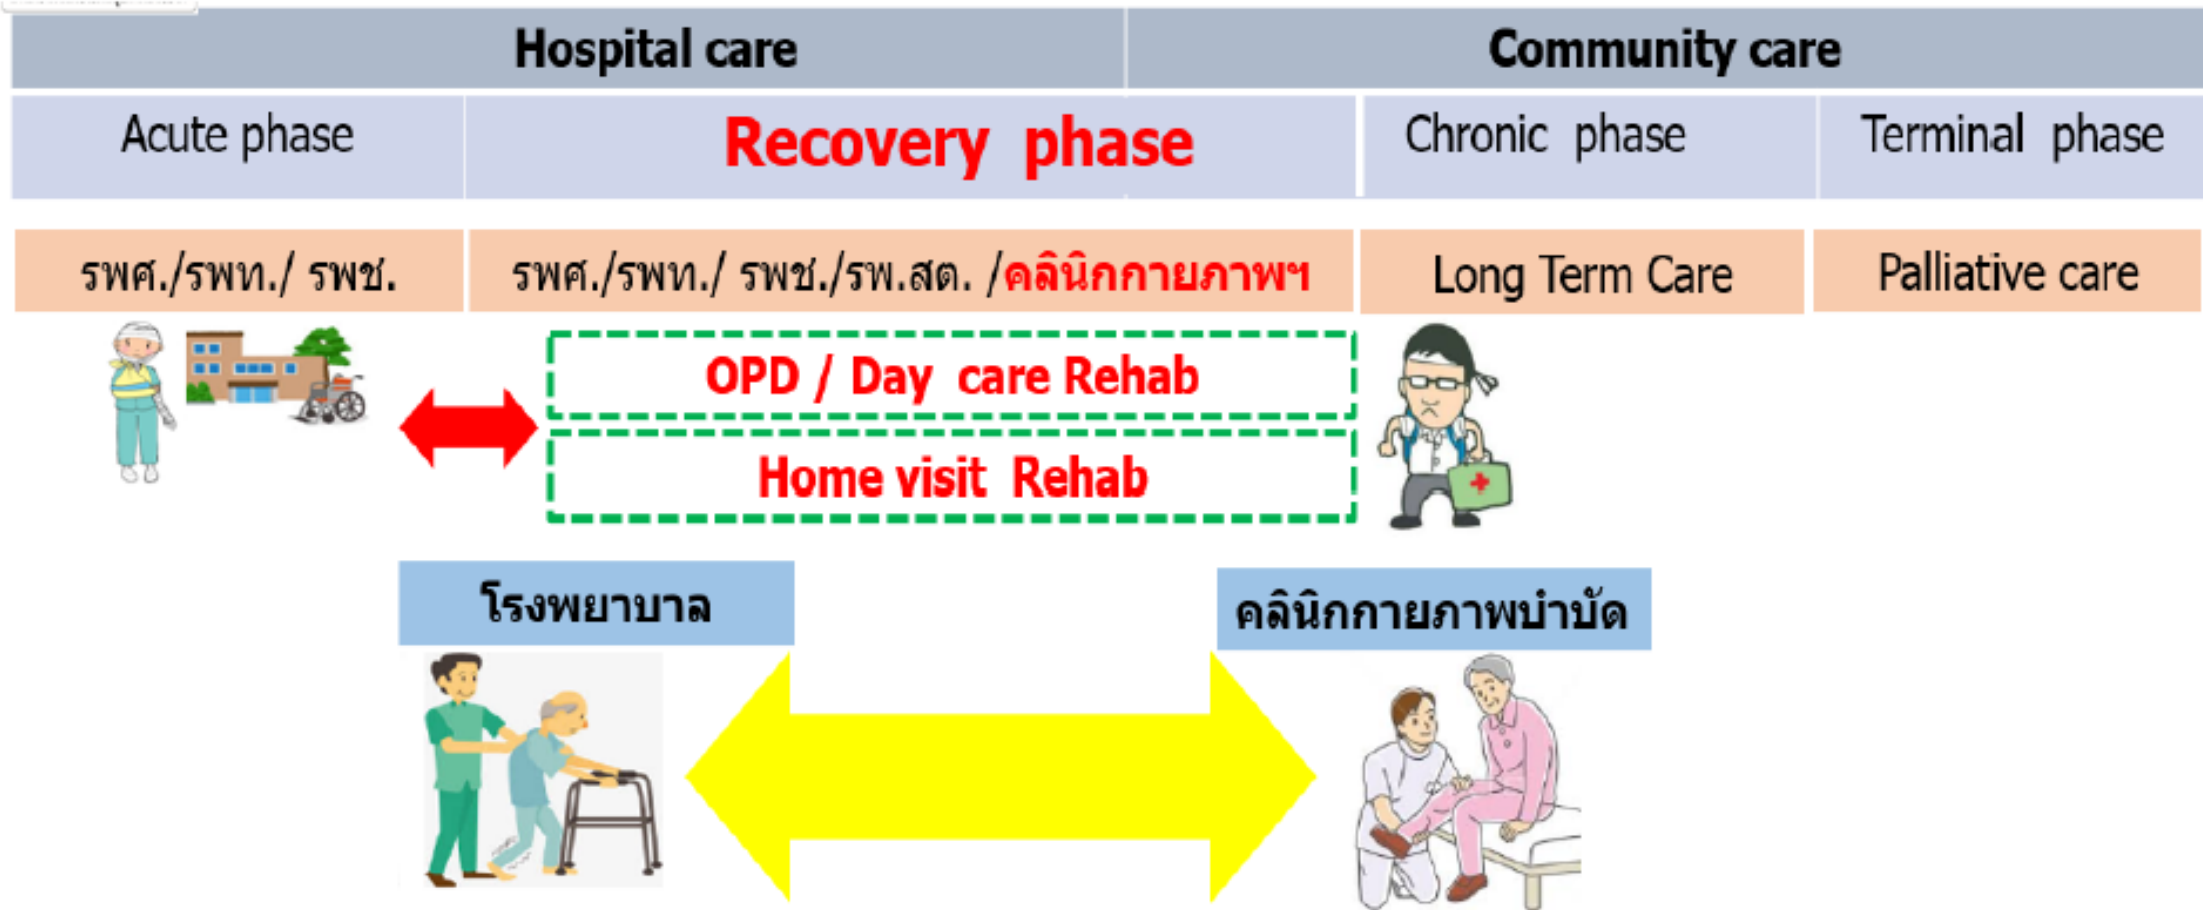 Hospital care
Community care
Acute phase
Recovery phase
Chronic phase
Terminal phase
รพศ./รพท./ รพช.
รพศ./รพท./ รพช./รพ.สต. /คลินิกกายภาพฯ
Long Term Care
Palliative care
OPD / Day care Rehab
Home visit Rehab
โรงพยาบาล
คลินิกกายภาพบำบัด